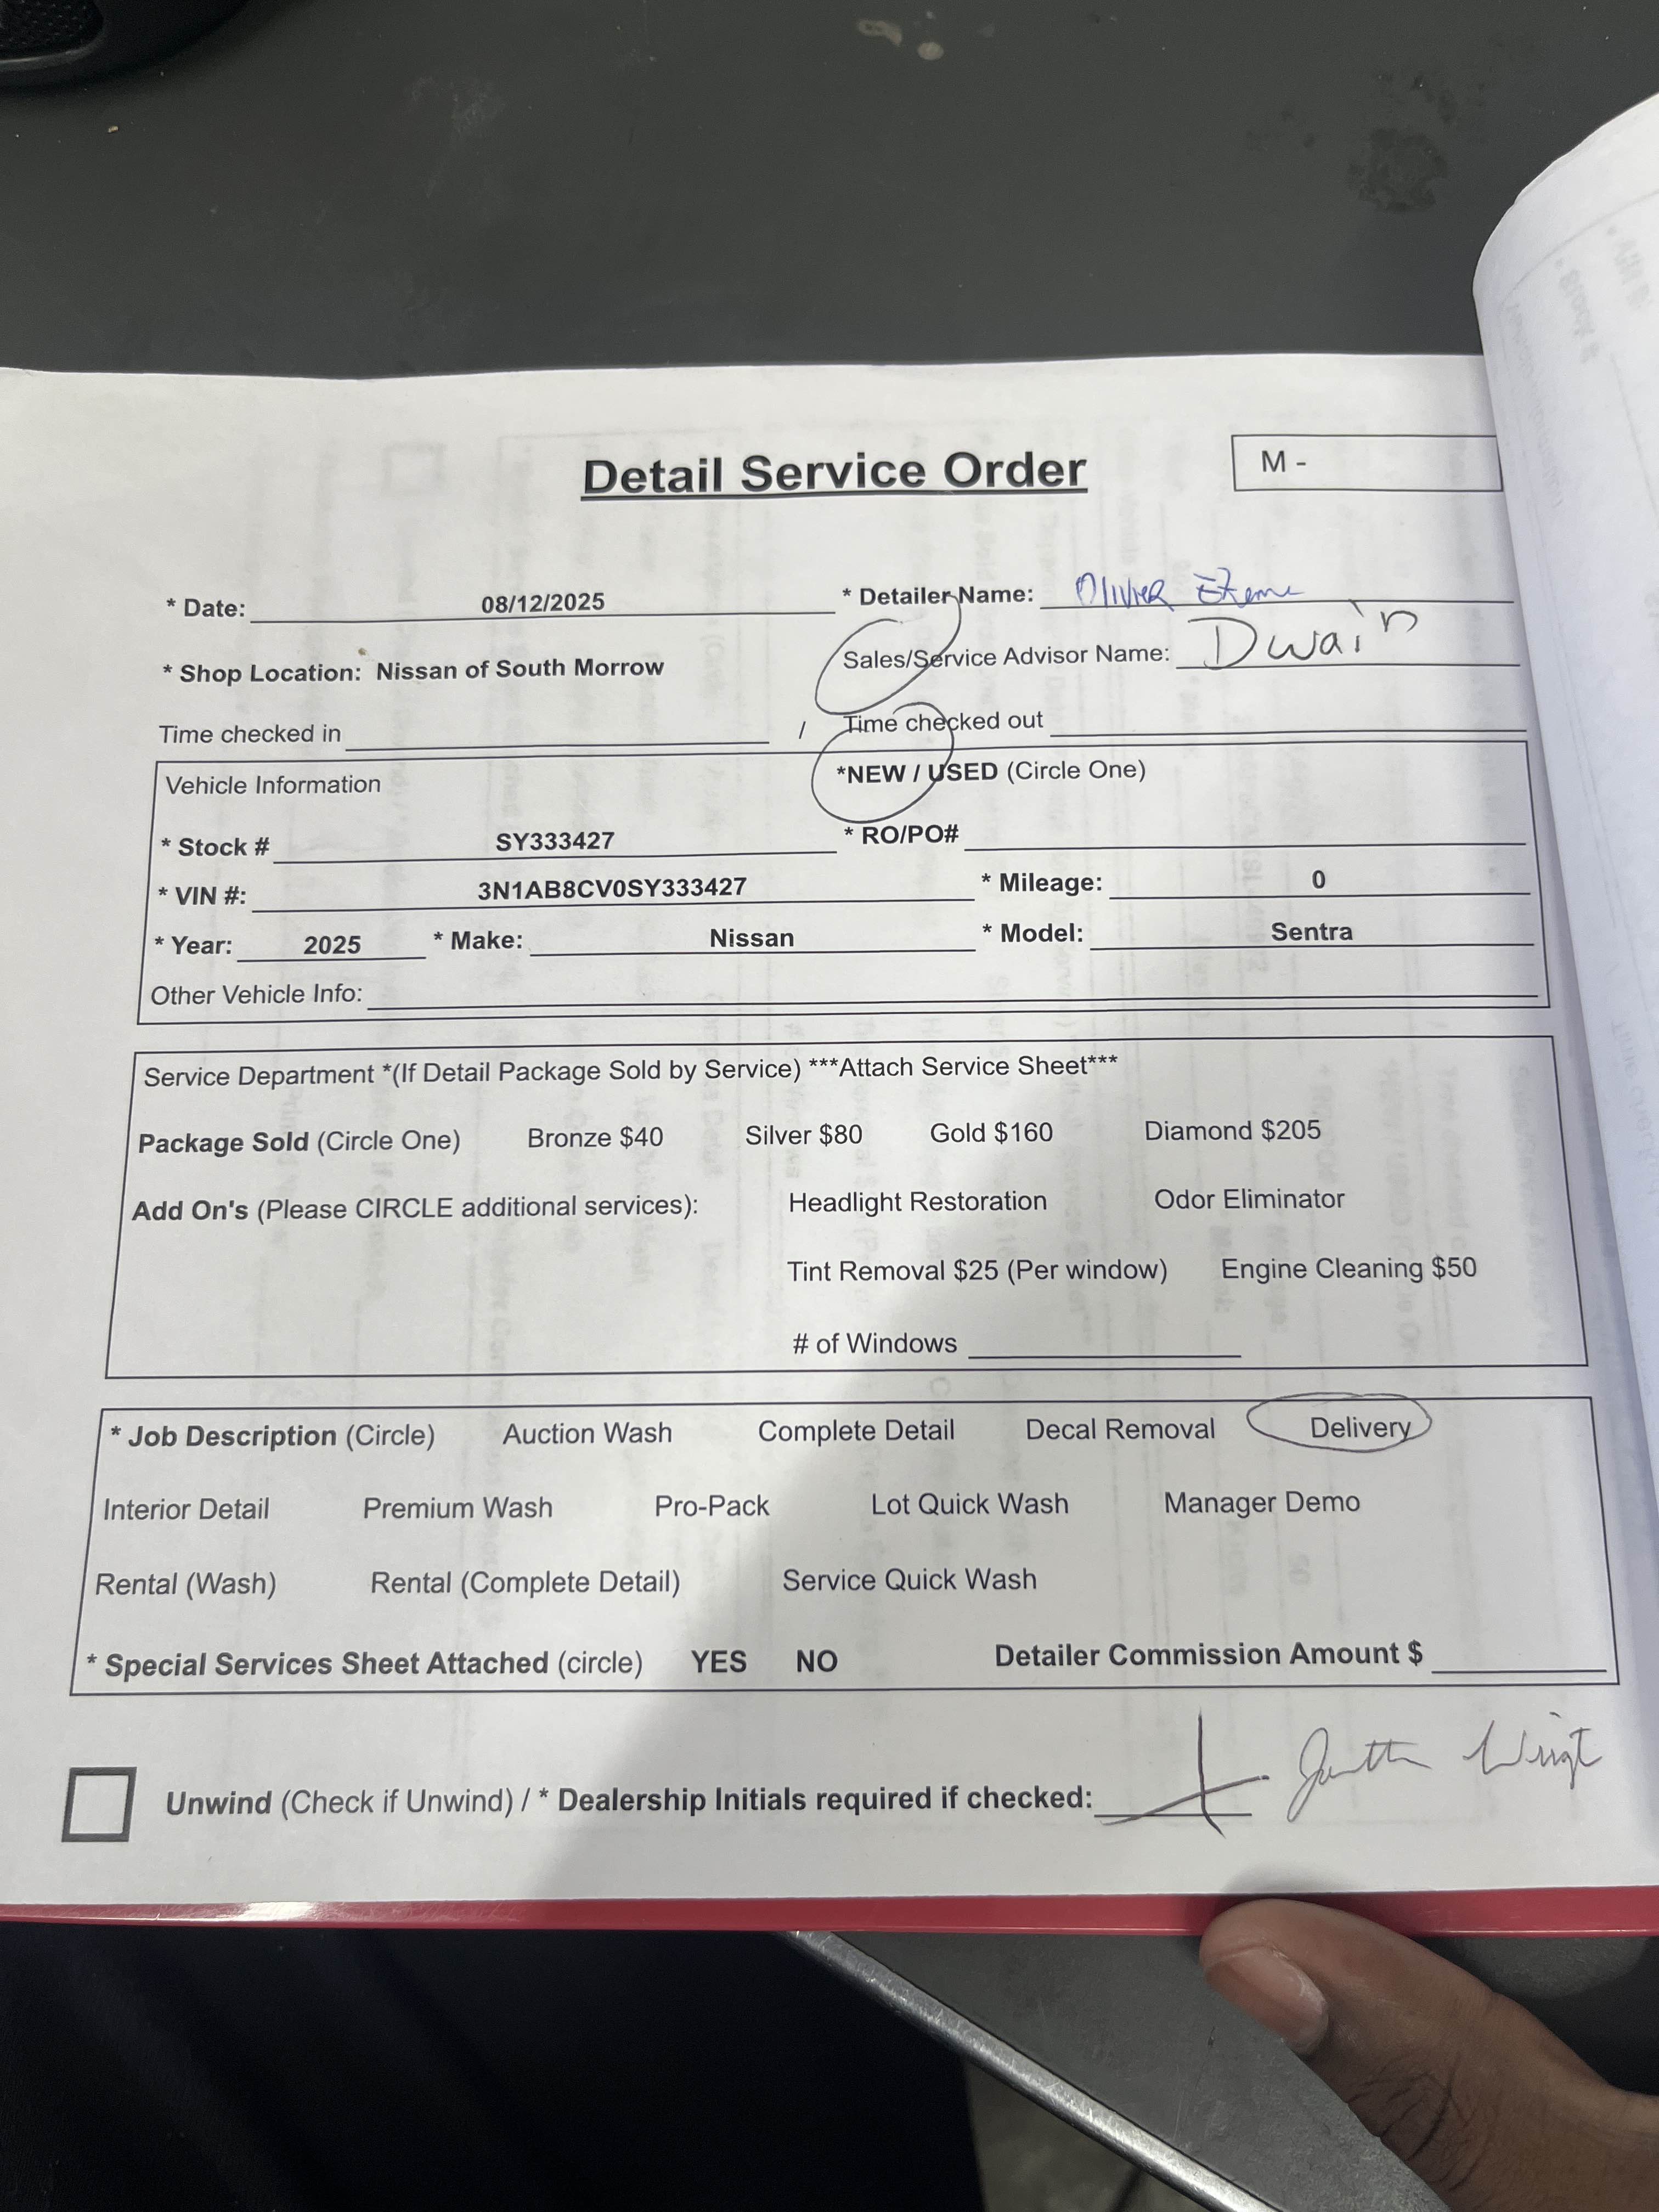 Detail Service Order
M -
* Date: 08/12/2025 * Detailer Name: Olivier
* Shop Location: Nissan of South Morrow Sales/Service Advisor Name: Dwain
Time checked in / Time checked out
Vehicle Information *NEW / USED (Circle One)
* Stock # SY333427 * RO/PO#
* VIN #: 3N1AB8CV0SY333427 * Mileage: 0
* Year: 2025 * Make: Nissan * Model: Sentra
Other Vehicle Info:
Service Department *(If Detail Package Sold by Service) ***Attach Service Sheet***
Package Sold (Circle One) Bronze $40 Silver $80 Gold $160 Diamond $205
Add On's (Please CIRCLE additional services): Headlight Restoration Odor Eliminator
Tint Removal $25 (Per window) Engine Cleaning $50
# of Windows
* Job Description (Circle) Auction Wash Complete Detail Decal Removal Delivery
Interior Detail Premium Wash Pro-Pack Lot Quick Wash Manager Demo
Rental (Wash) Rental (Complete Detail) Service Quick Wash
* Special Services Sheet Attached (circle) YES NO Detailer Commission Amount $
Unwind (Check if Unwind) / * Dealership Initials required if checked: